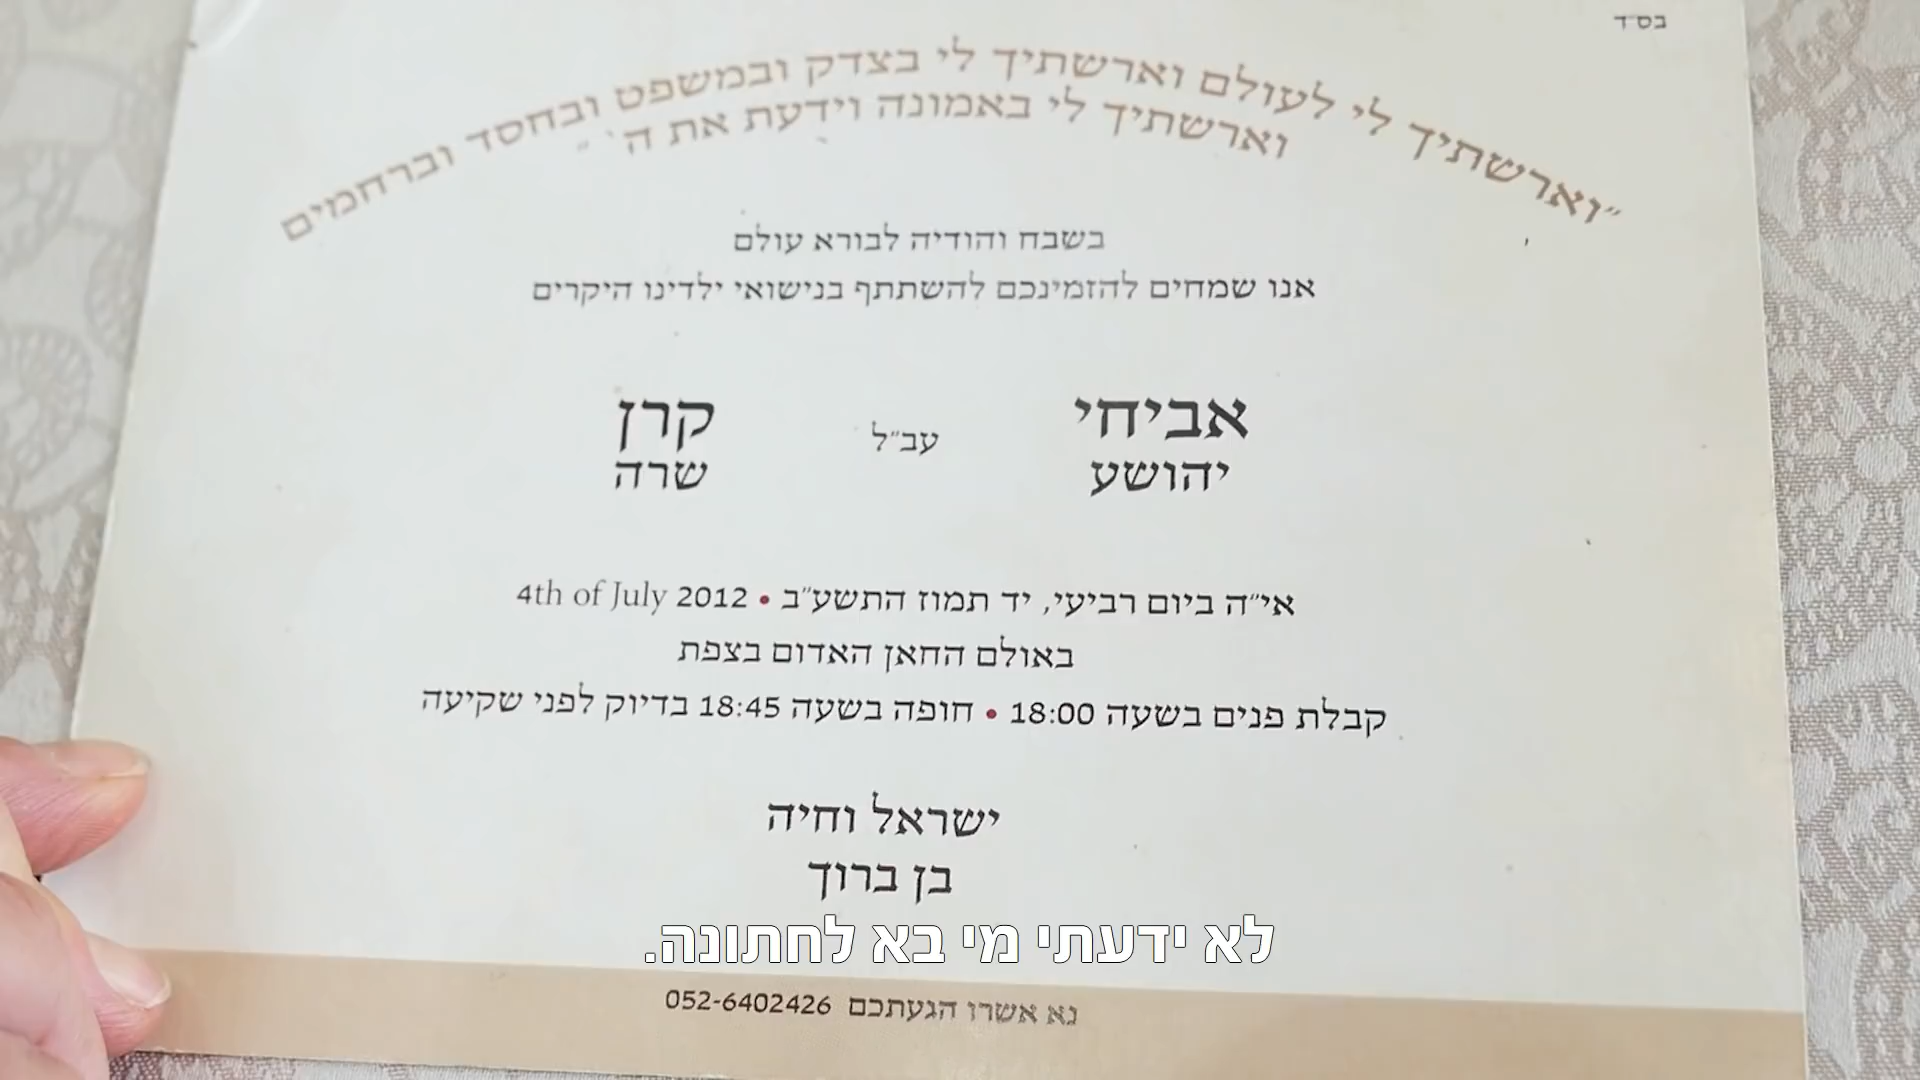 בס״ד
״וארשתיך לי לעולם וארשתיך לי בצדק ובמשפט ובחסד וברחמים
וארשתיך לי באמונה וידעת את ה׳ ״
בשבח והודיה לבורא עולם
אנו שמחים להזמינכם להשתתף בנישואי ילדינו היקרים
אביחי עב״ל קרן
יהושע שרה
אי״ה ביום רביעי, יד תמוז התשע״ב • 4th of July 2012
באולם החאן האדום בצפת
קבלת פנים בשעה 18:00 • חופה בשעה 18:45 בדיוק לפני שקיעה
ישראל וחיה
בן ברוך
לא ידעתי מי בא לחתונה.
נא אשרו הגעתכם 052-6402426